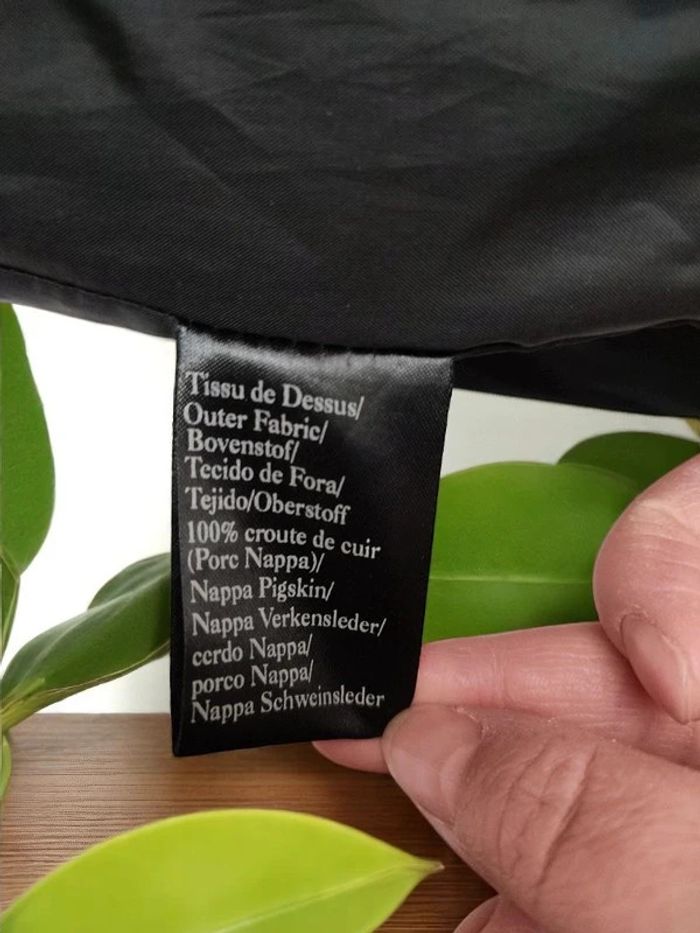 Tissu de Dessus/
Outer Fabric/
Bovenstof/
Tecido de Fora/
Tejido/Oberstoff
100% croute de cuir
(Porc Nappa)/
Nappa Pigskin/
Nappa Verkensleder/
cerdo Nappa/
porco Nappa/
Nappa Schweinsleder